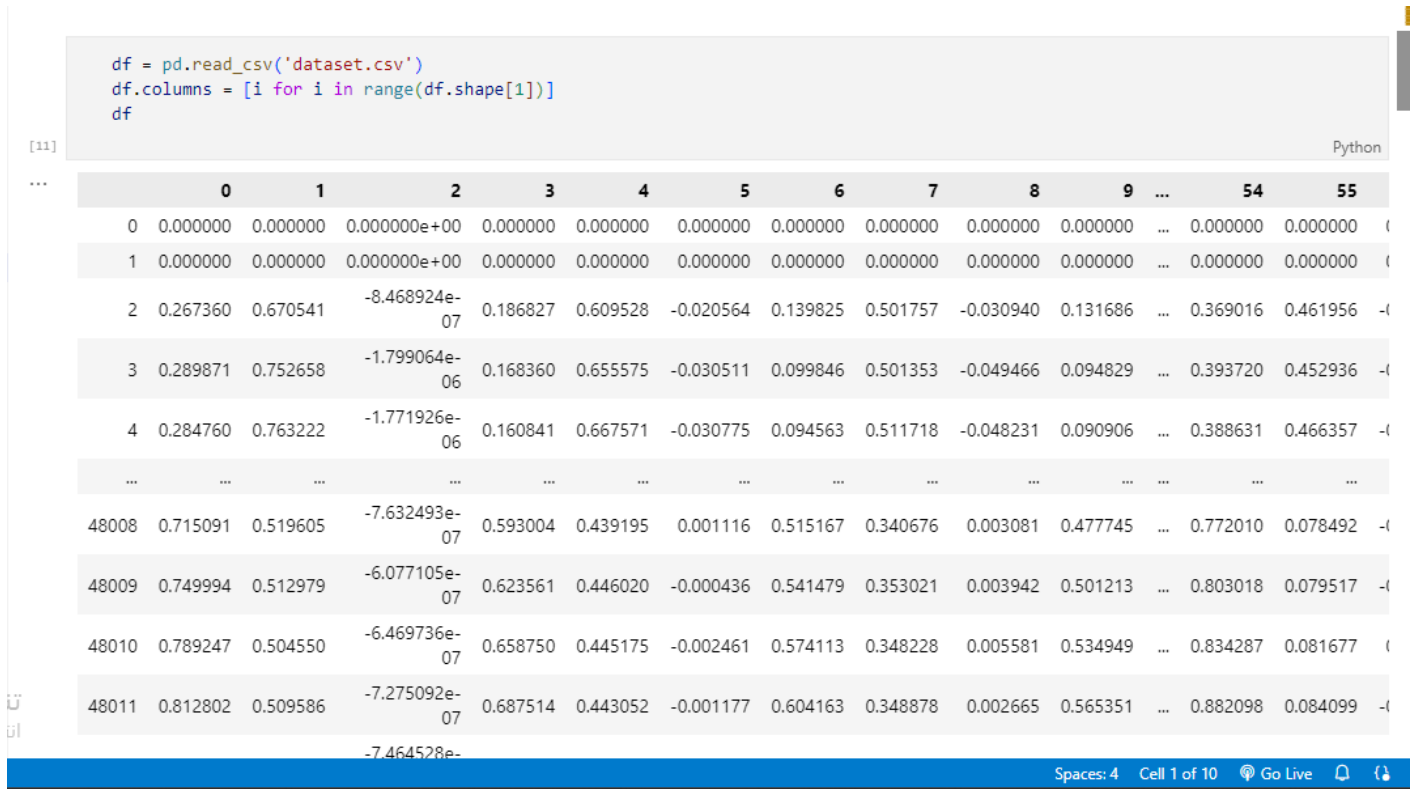 df = pd.read_csv('dataset.csv')
df.columns = [i for i in range(df.shape[1])]
df
[11]
Python
...
0 1 2 3 4 5 6 7 8 9 ... 54 55
0 0.000000 0.000000 0.000000e+00 0.000000 0.000000 0.000000 0.000000 0.000000 0.000000 0.000000 ... 0.000000 0.000000
1 0.000000 0.000000 0.000000e+00 0.000000 0.000000 0.000000 0.000000 0.000000 0.000000 0.000000 ... 0.000000 0.000000
2 0.267360 0.670541 -8.468924e-07 0.186827 0.609528 -0.020564 0.139825 0.501757 -0.030940 0.131686 ... 0.369016 0.461956
3 0.289871 0.752658 -1.799064e-06 0.168360 0.655575 -0.030511 0.099846 0.501353 -0.049466 0.094829 ... 0.393720 0.452936
4 0.284760 0.763222 -1.771926e-06 0.160841 0.667571 -0.030775 0.094563 0.511718 -0.048231 0.090906 ... 0.388631 0.466357
... ... ... ... ... ... ... ... ... ... ... ... ... ...
48008 0.715091 0.519605 -7.632493e-07 0.593004 0.439195 0.001116 0.515167 0.340676 0.003081 0.477745 ... 0.772010 0.078492
48009 0.749994 0.512979 -6.077105e-07 0.623561 0.446020 -0.000436 0.541479 0.353021 0.003942 0.501213 ... 0.803018 0.079517
48010 0.789247 0.504550 -6.469736e-07 0.658750 0.445175 -0.002461 0.574113 0.348228 0.005581 0.534949 ... 0.834287 0.081677
48011 0.812802 0.509586 -7.275092e-07 0.687514 0.443052 -0.001177 0.604163 0.348878 0.002665 0.565351 ... 0.882098 0.084099
-7.464528e-
Spaces: 4 Cell 1 of 10 Go Live